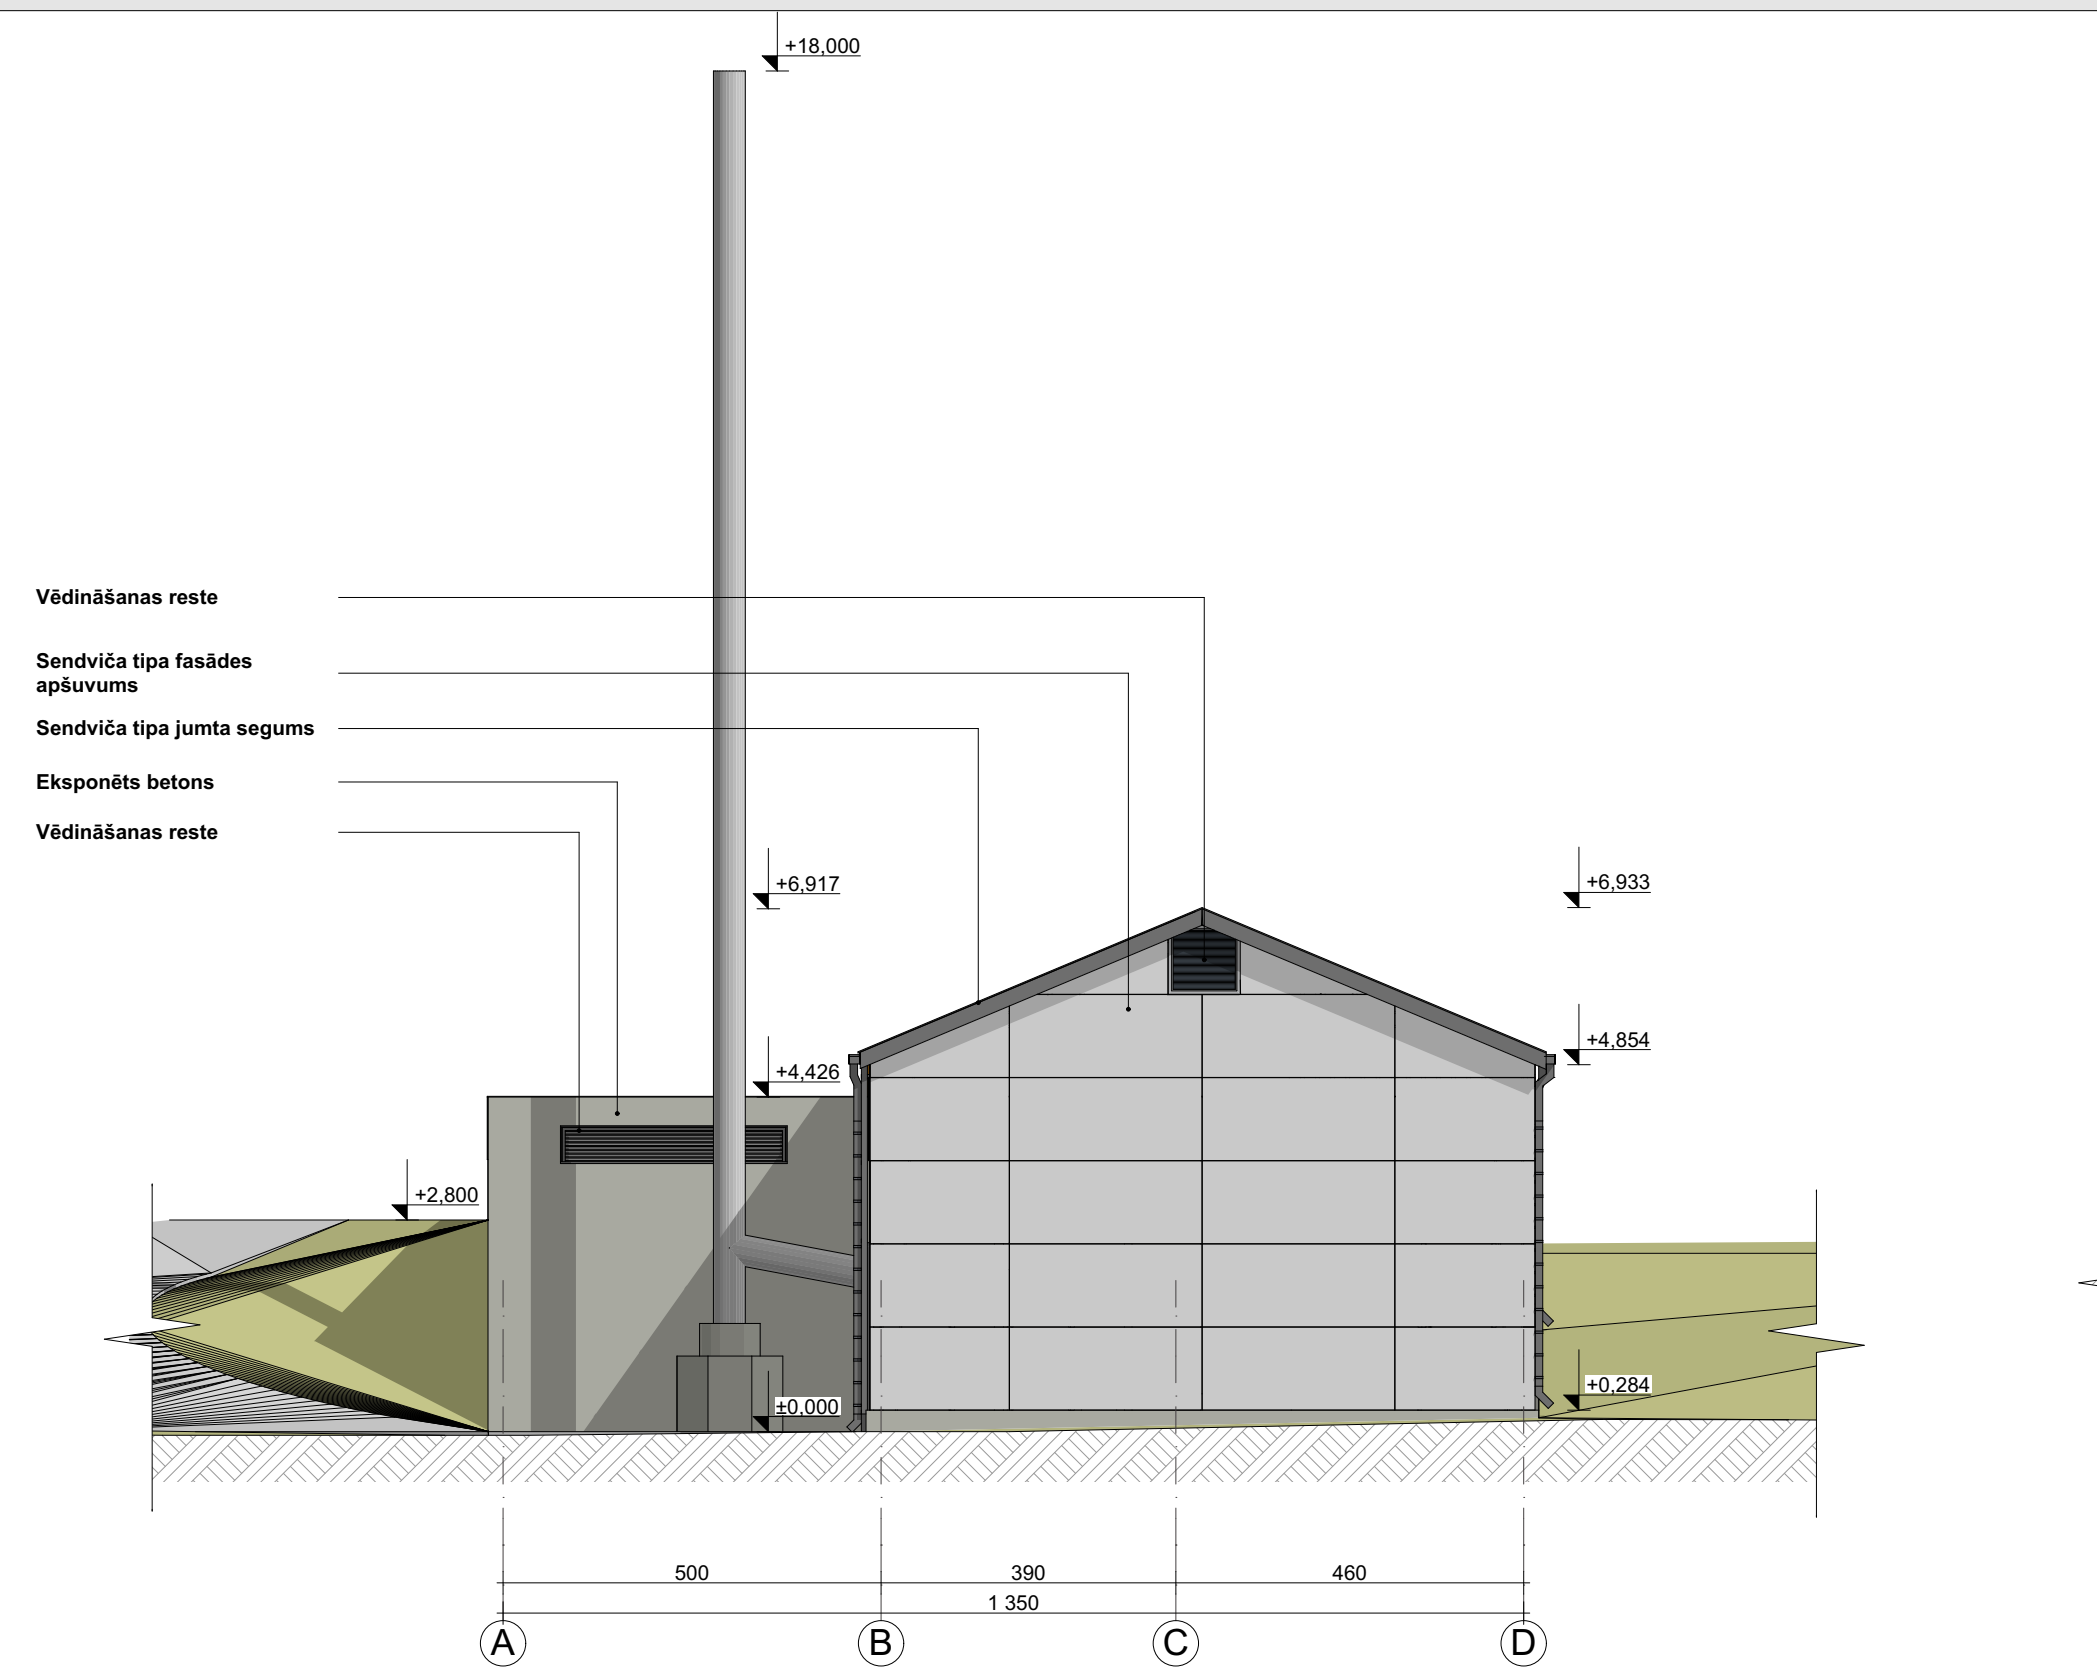 +18,000
Vēdināšanas reste
Sendviča tipa fasādes
apšuvums
Sendviča tipa jumta segums
Eksponēts betons
Vēdināšanas reste
+6,917
+6,933
+4,854
+4,426
+2,800
+0,284
±0,000
500
390
460
1 350
A
B
C
D